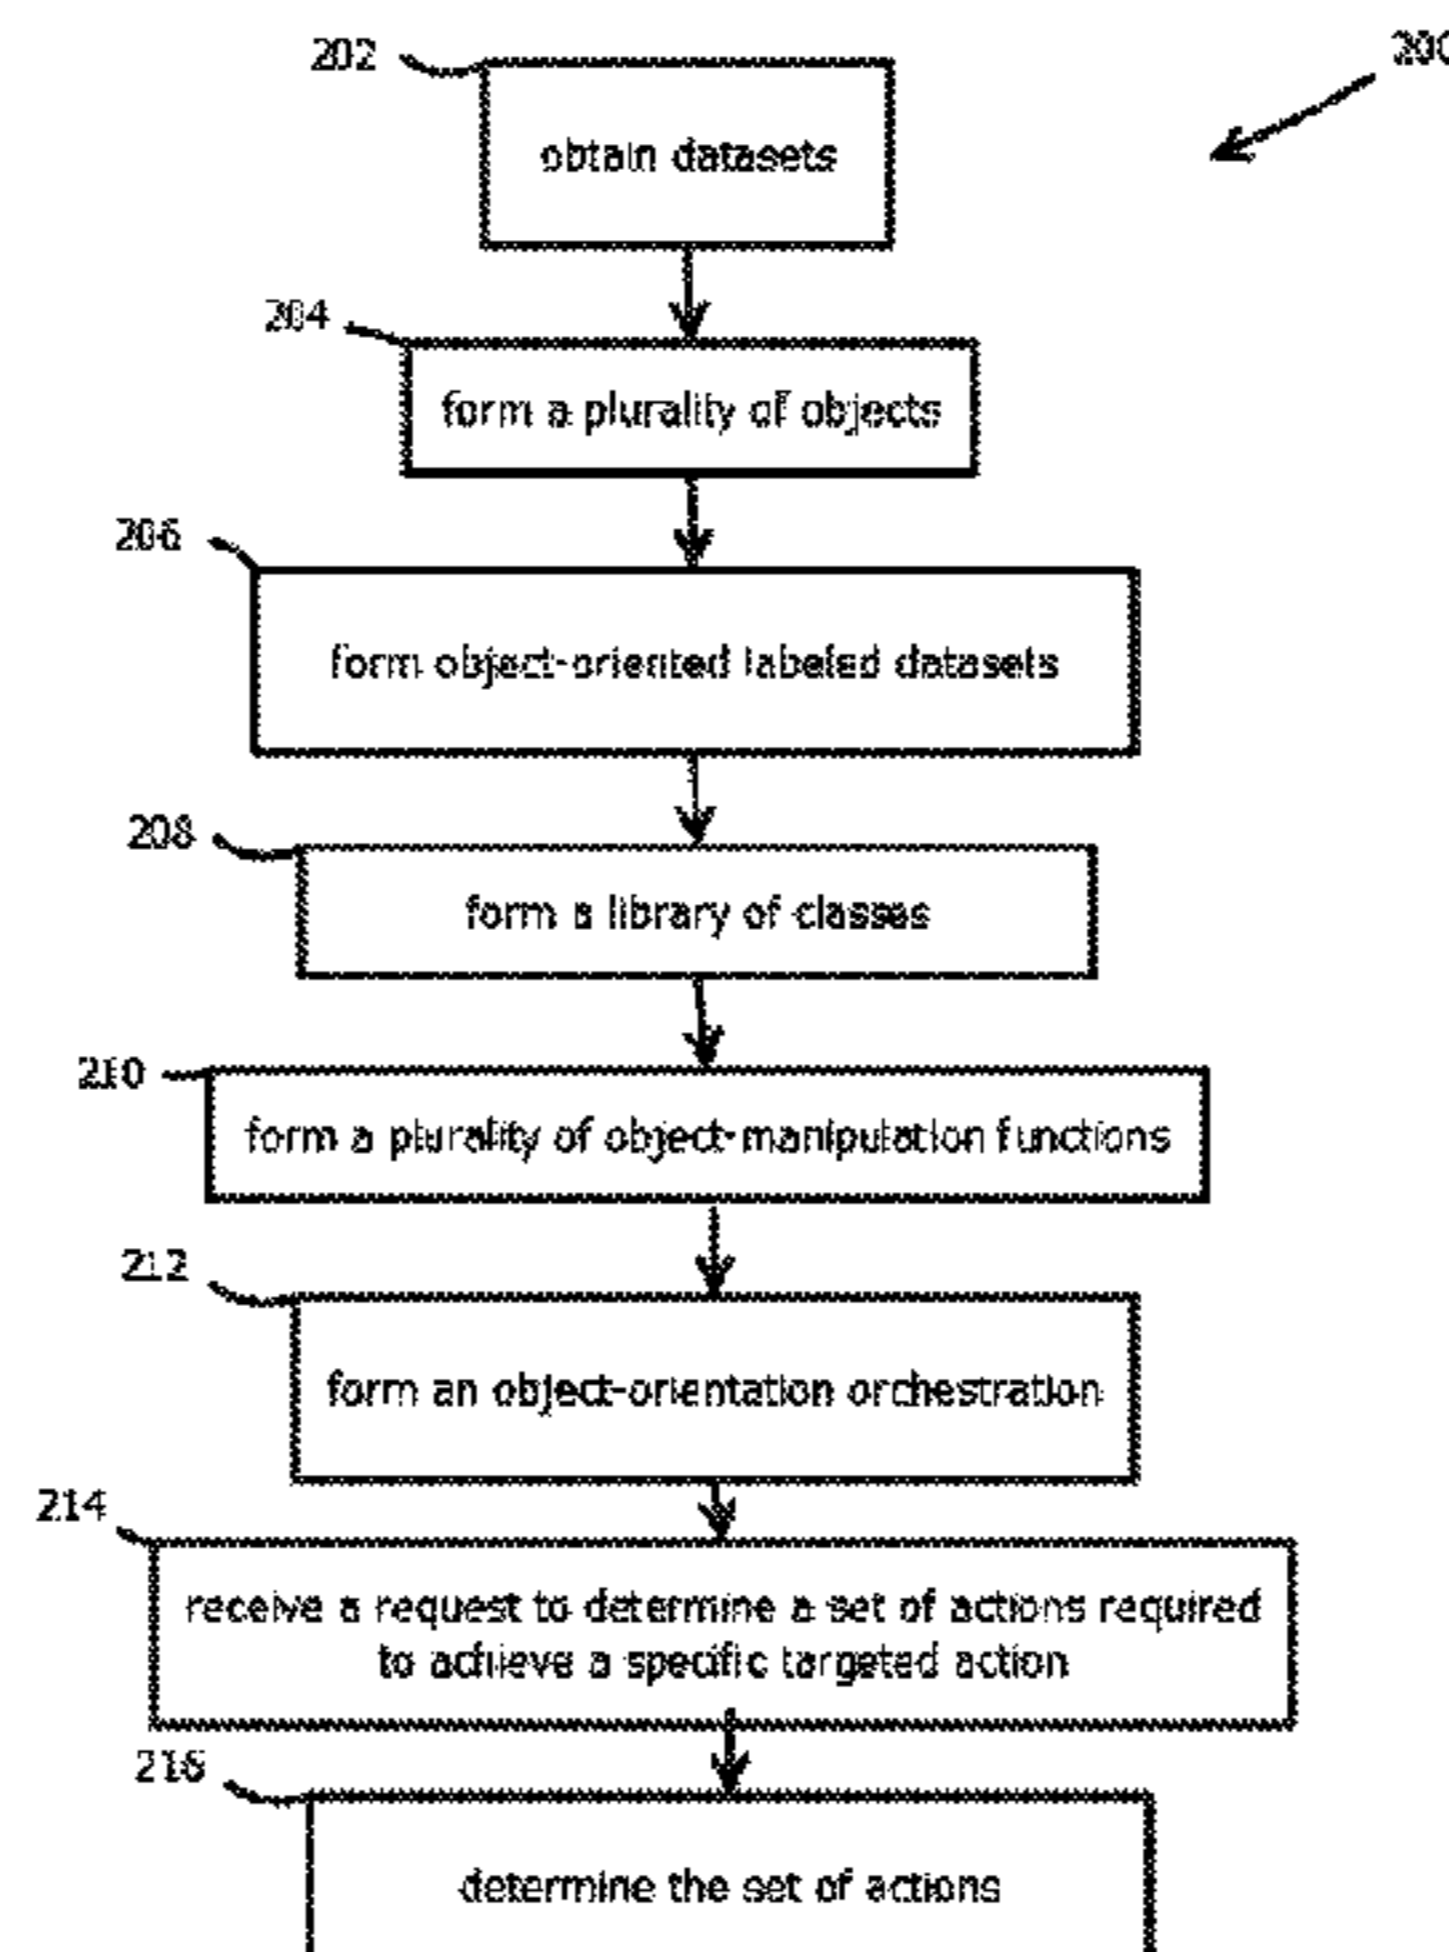 202
200
obtain datasets
204
form a plurality of objects
206
form object-oriented labeled datasets
208
form a library of classes
210
form a plurality of object-manipulation functions
212
form an object-orientation orchestration
214
receive a request to determine a set of actions required
to achieve a specific targeted action
216
determine the set of actions